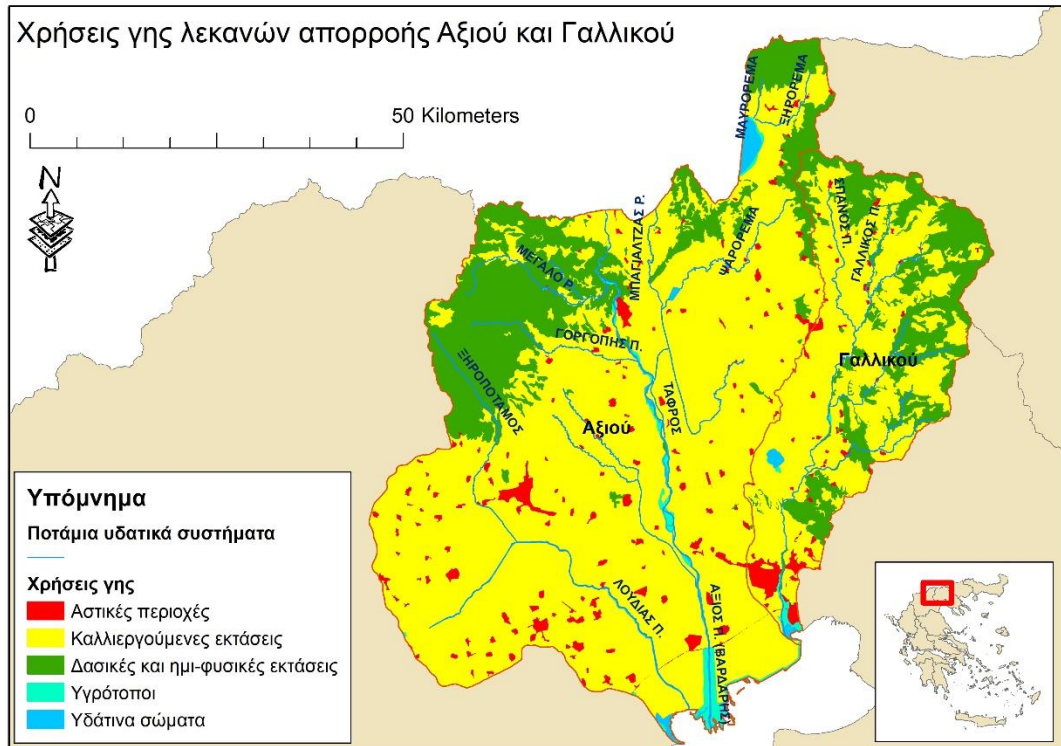 Χρήσεις γης λεκανών απορροής Αξιού και Γαλλικού
0
50 Kilometers
N
ΜΑΥΡΟΡΕΜΑ
ΞΗΡΟΡΕΜΑ
ΣΠΑΝΟΣ Π.
ΓΑΛΛΙΚΟΣ Π.
ΜΠΑΓΙΑΛΤΖΑΣ Ρ.
ΨΑΡΟΡΕΜΑ
ΜΕΓΑΛΟ Ρ.
ΓΟΡΓΟΠΗΣ Π.
ΞΗΡΟΠΟΤΑΜΟΣ
ΤΑΦΡΟΣ
Γαλλικού
Αξιού
ΛΟΥΔΙΑΣ Π.
ΑΞΙΟΣ Π. (ΒΑΡΔΑΡΗΣ)
Υπόμνημα
Ποτάμια υδατικά συστήματα
Χρήσεις γης
Αστικές περιοχές
Καλλιεργούμενες εκτάσεις
Δασικές και ημι-φυσικές εκτάσεις
Υγρότοποι
Υδάτινα σώματα